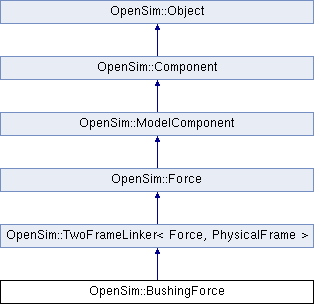 OpenSim::Object
OpenSim::Component
OpenSim::ModelComponent
OpenSim::Force
OpenSim::TwoFrameLinker< Force, PhysicalFrame >
OpenSim::BushingForce